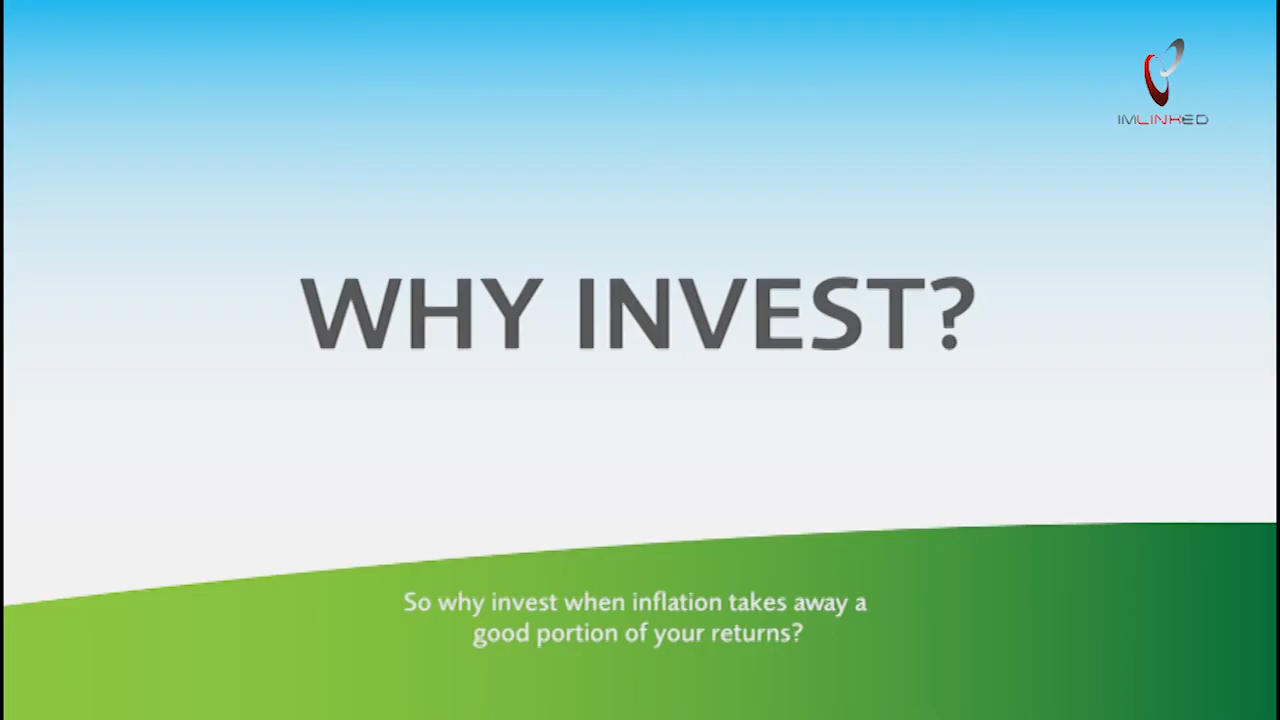 IMLINKED
WHY INVEST?
So why invest when inflation takes away a
good portion of your returns?